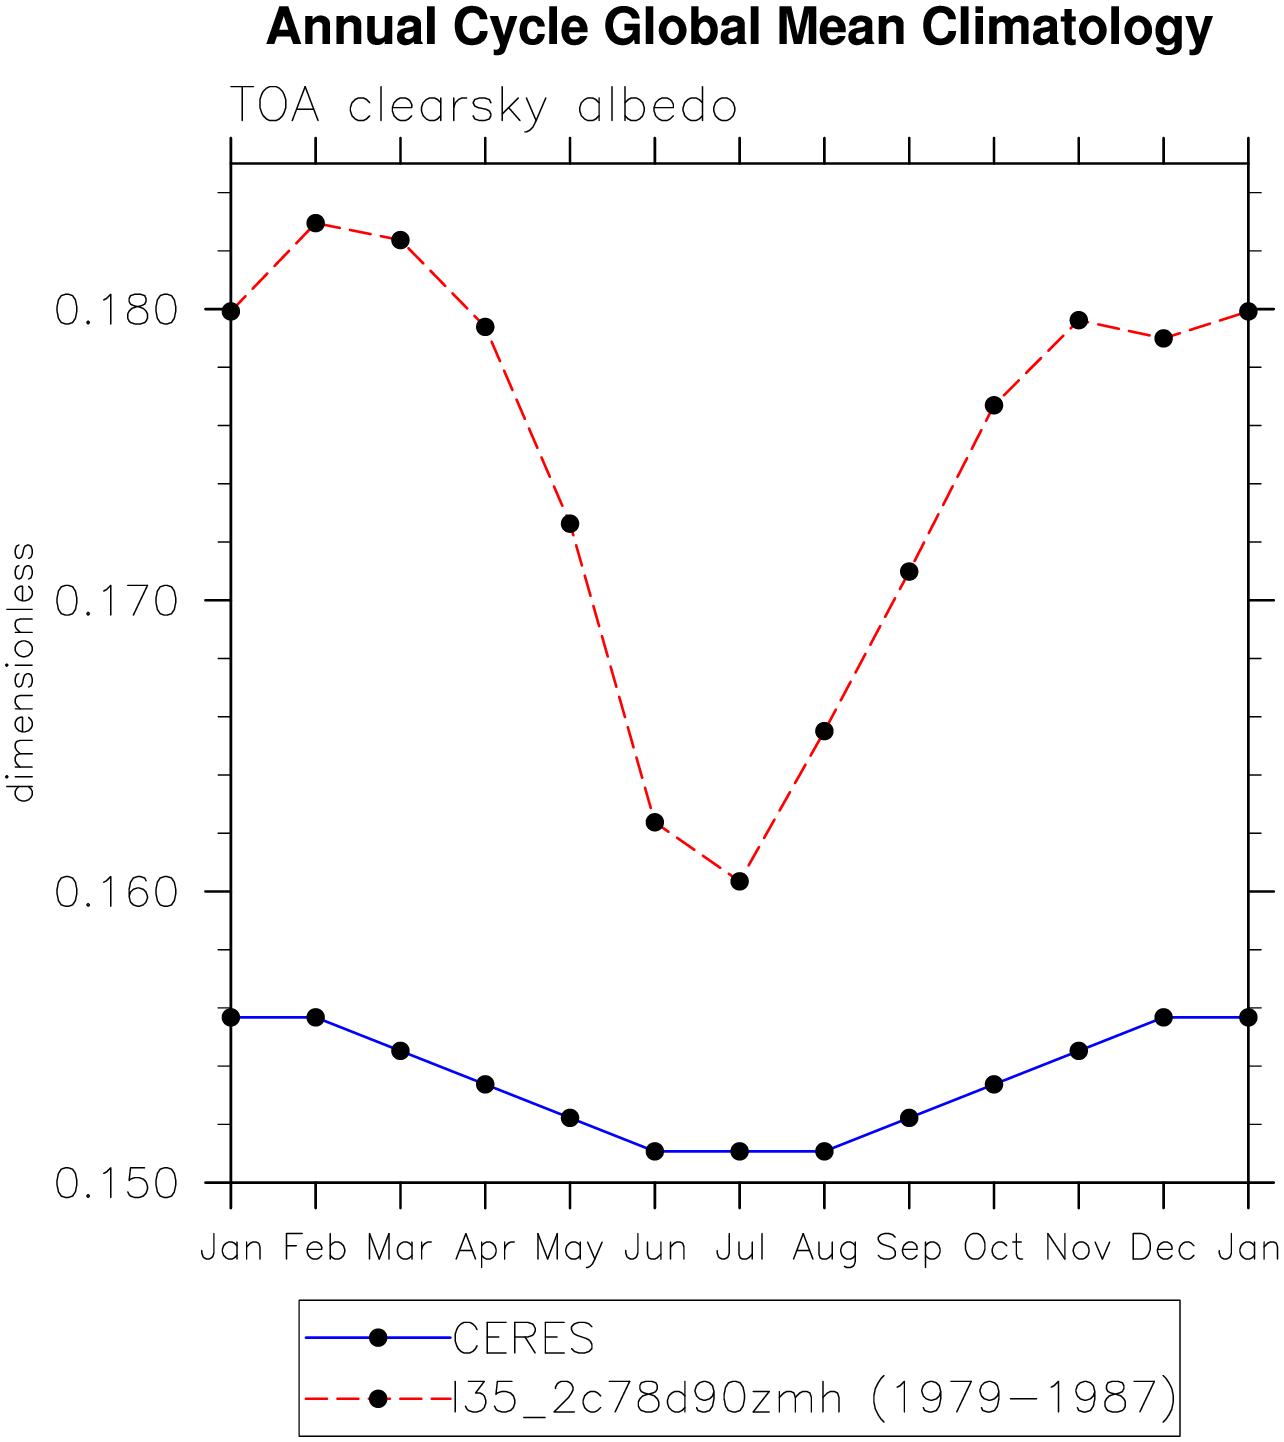 Annual Cycle Global Mean Climatology
TOA clearsky albedo
0.180
0.170
0.160
0.150
dimensionless
Jan Feb Mar Apr May Jun Jul Aug Sep Oct Nov Dec Jan
CERES
I35_2c78d90zmh (1979-1987)